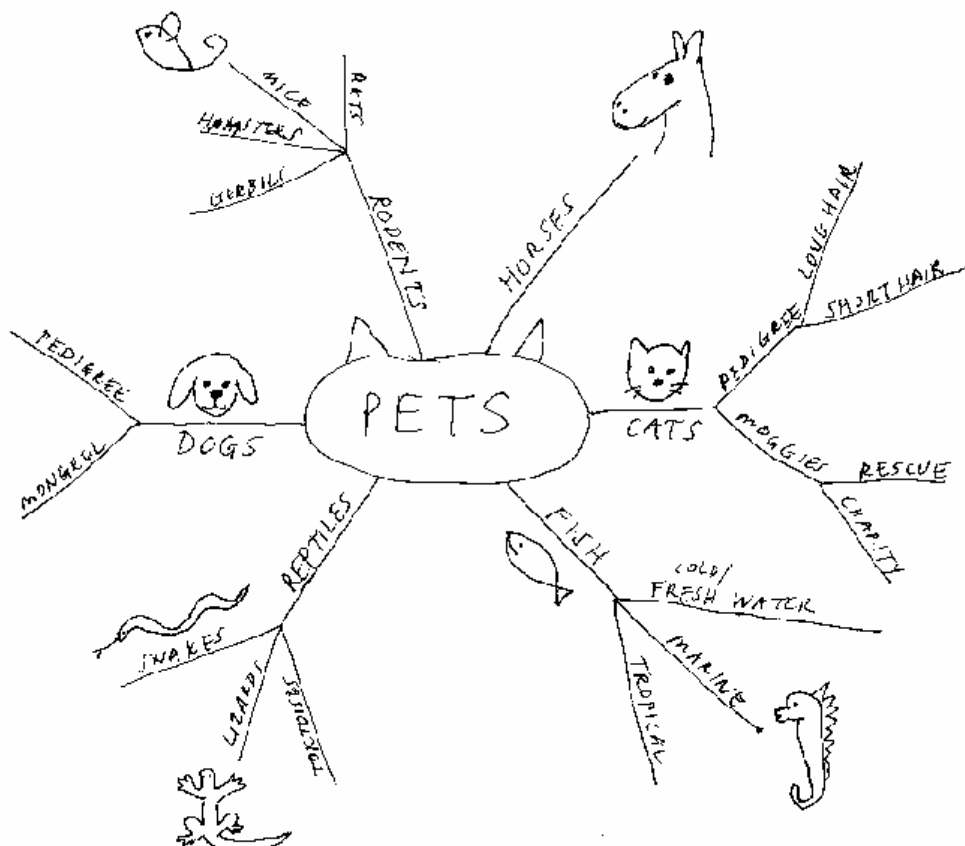 PETS
HORSES
CATS
PEDIGREE
LONG HAIR
SHORT HAIR
MOGGIES
RESCUE
CHARITY
FISH
COLD/
FRESH WATER
MARINE
TROPICAL
REPTILES
TORTOISES
LIZARDS
SNAKES
DOGS
MONGREL
PEDIGREE
RODENTS
GERBILS
HAMSTERS
MICE
RATS